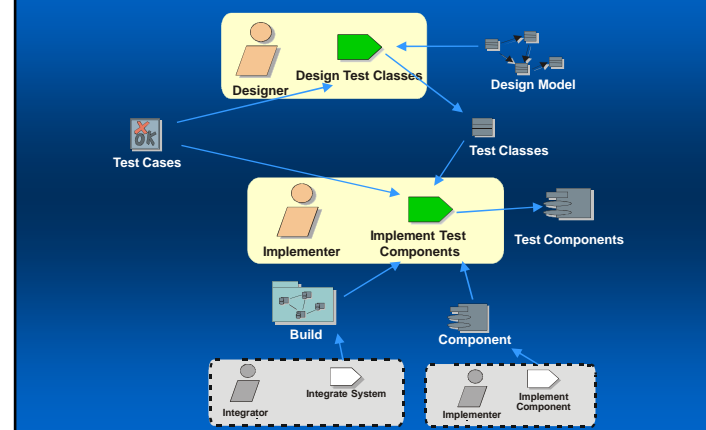 Designer
Design Test Classes
Design Model
OK
Test Cases
Test Classes
Implementer
Implement Test
Components
Test Components
Build
Component
Integrator
Integrate System
Implementer
Implement
Component